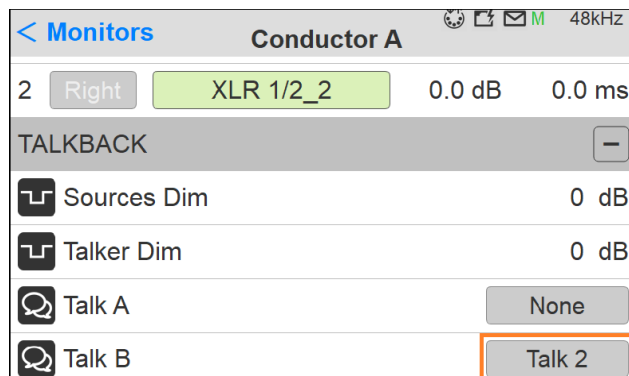 < Monitors Conductor A M 48kHz
2 Right XLR 1/2_2 0.0 dB 0.0 ms
TALKBACK −
Sources Dim 0 dB
Talker Dim 0 dB
Talk A None
Talk B Talk 2